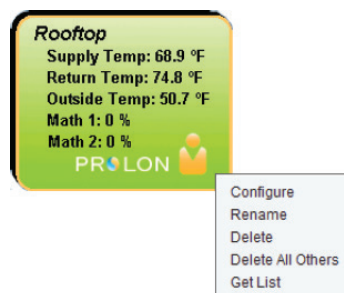 Rooftop
Supply Temp: 68.9 °F
Return Temp: 74.8 °F
Outside Temp: 50.7 °F
Math 1: 0 %
Math 2: 0 %
PROLON
Configure
Rename
Delete
Delete All Others
Get List